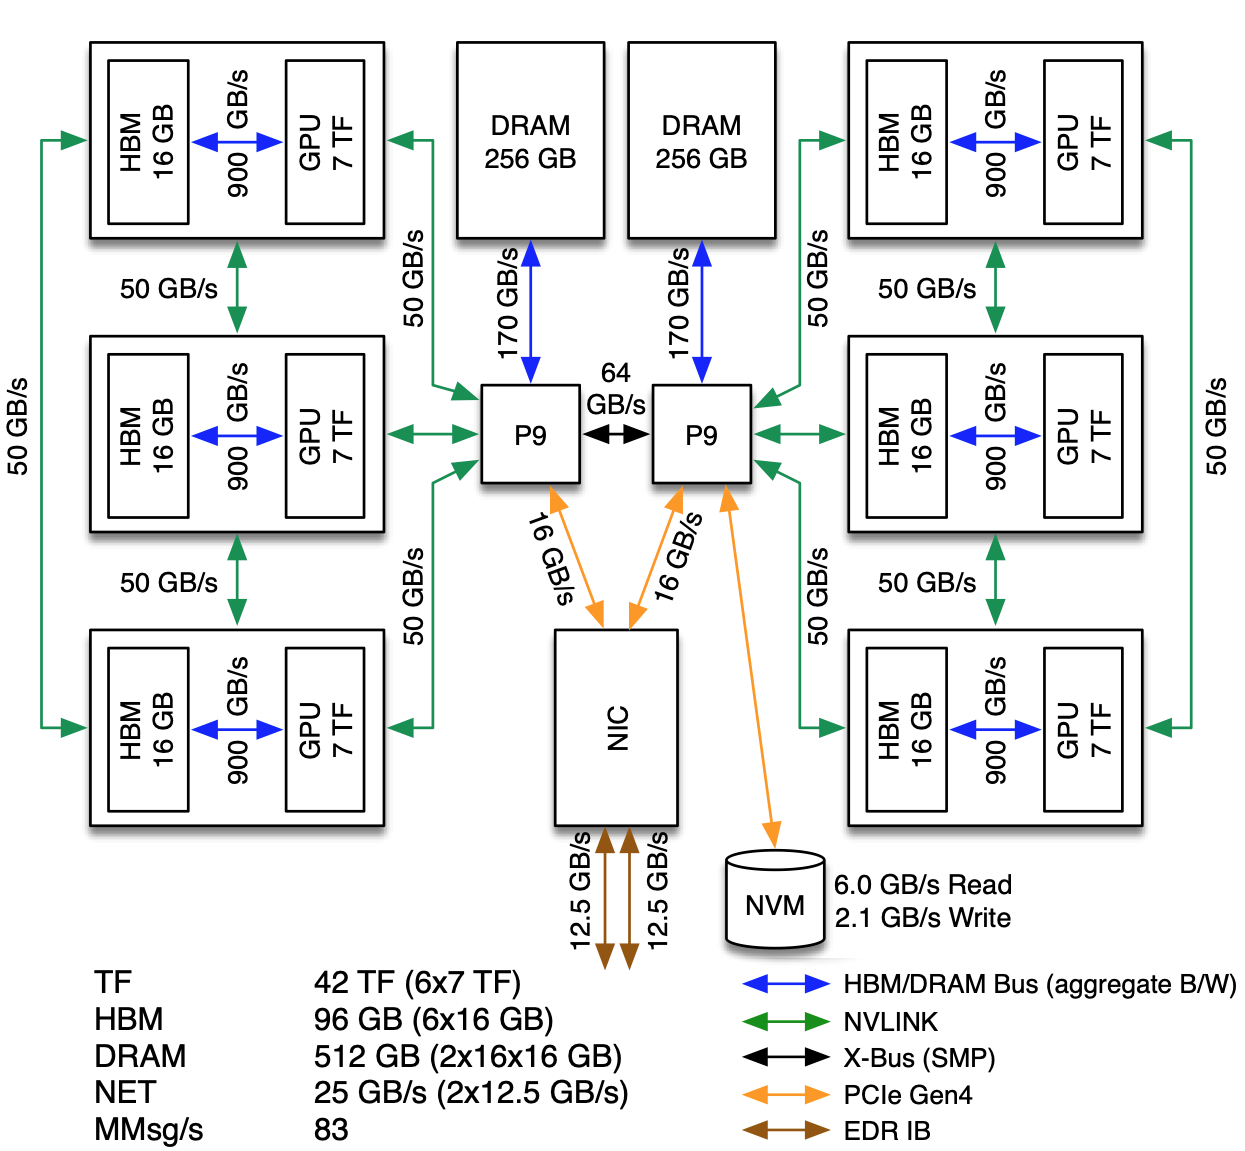 HBM
16 GB
900 GB/s
GPU
7 TF
DRAM
256 GB
DRAM
256 GB
HBM
16 GB
900 GB/s
GPU
7 TF
50 GB/s
50 GB/s
170 GB/s
170 GB/s
50 GB/s
50 GB/s
50 GB/s
HBM
16 GB
900 GB/s
GPU
7 TF
P9
64
GB/s
P9
HBM
16 GB
900 GB/s
GPU
7 TF
50 GB/s
50 GB/s
50 GB/s
16 GB/s
16 GB/s
50 GB/s
50 GB/s
HBM
16 GB
900 GB/s
GPU
7 TF
NIC
HBM
16 GB
900 GB/s
GPU
7 TF
12.5 GB/s
12.5 GB/s
NVM
6.0 GB/s Read
2.1 GB/s Write
TF 42 TF (6x7 TF)
HBM 96 GB (6x16 GB)
DRAM 512 GB (2x16x16 GB)
NET 25 GB/s (2x12.5 GB/s)
MMsg/s 83
HBM/DRAM Bus (aggregate B/W)
NVLINK
X-Bus (SMP)
PCIe Gen4
EDR IB